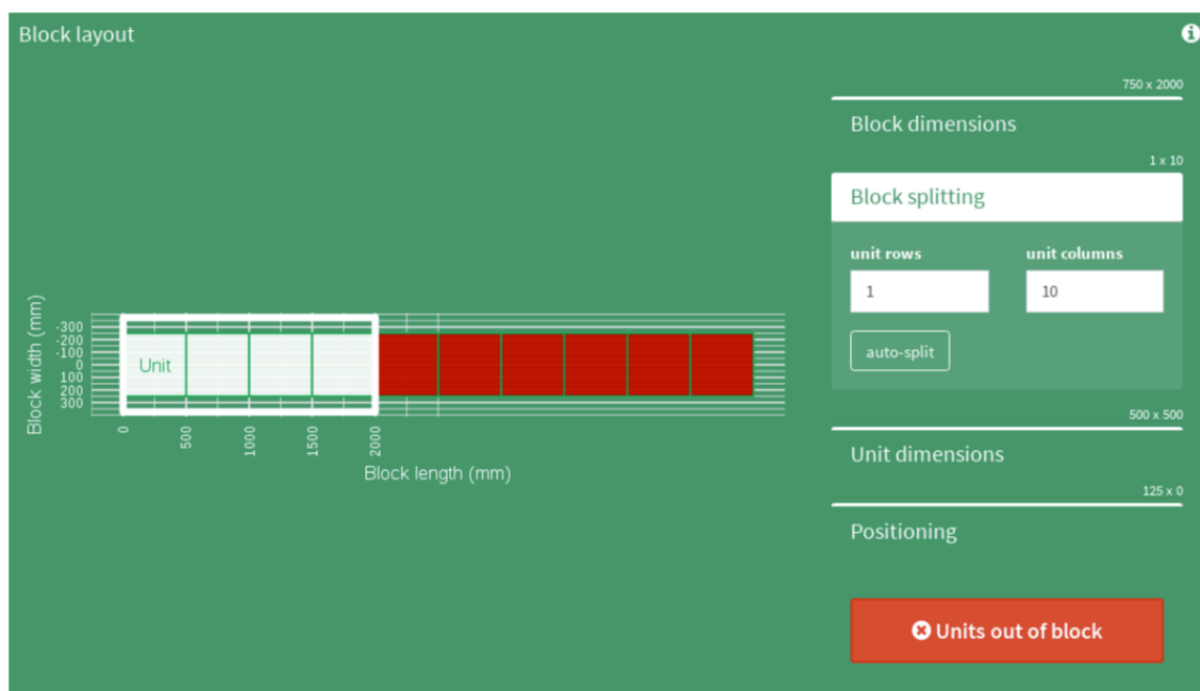 Block layout
750 x 2000
Block dimensions
1 x 10
Block splitting
unit rows
unit columns
1
10
auto-split
500 x 500
Unit dimensions
125 x 0
Positioning
Units out of block
Block width (mm)
-300
-200
-100
0
100
200
300
Unit
0
500
1000
1500
2000
Block length (mm)